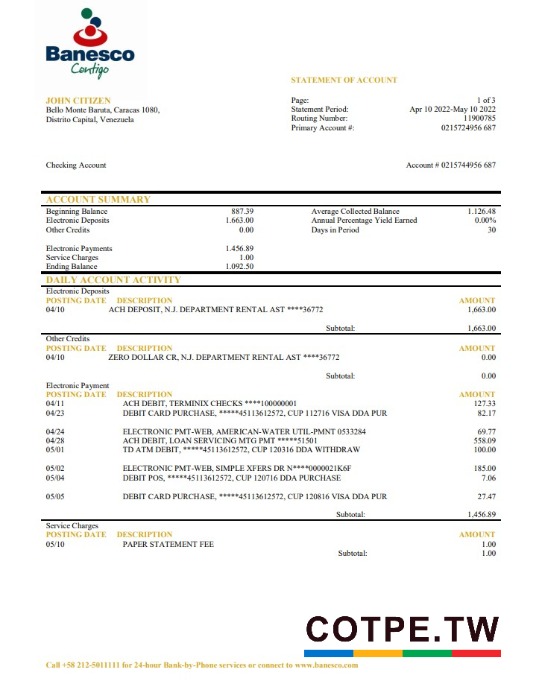 Banesco
Contigo
STATEMENT OF ACCOUNT
JOHN CITIZEN
Bello Monte Baruta, Caracas 1080,
Distrito Capital, Venezuela
Page: 1 of 3
Statement Period: Apr 10 2022-May 10 2022
Routing Number: 11900785
Primary Account #: 0215724956 687
Checking Account Account # 0215744956 687
ACCOUNT SUMMARY
Beginning Balance 887.39 Average Collected Balance 1.126.48
Electronic Deposits 1.663.00 Annual Percentage Yield Earned 0.00%
Other Credits 0.00 Days in Period 30
Electronic Payments 1.456.89
Service Charges 1.00
Ending Balance 1.092.50
DAILY ACCOUNT ACTIVITY
Electronic Deposits
POSTING DATE DESCRIPTION AMOUNT
04/10 ACH DEPOSIT, N.J. DEPARTMENT RENTAL AST ****36772 1,663.00
Subtotal: 1,663.00
Other Credits
POSTING DATE DESCRIPTION AMOUNT
04/10 ZERO DOLLAR CR, N.J. DEPARTMENT RENTAL AST ****36772 0.00
Subtotal: 0.00
Electronic Payment
POSTING DATE DESCRIPTION AMOUNT
04/11 ACH DEBIT, TERMINIX CHECKS ****100000001 127.33
04/23 DEBIT CARD PURCHASE, *****45113612572, CUP 112716 VISA DDA PUR 82.17
04/24 ELECTRONIC PMT-WEB, AMERICAN-WATER UTIL-PMNT 0533284 69.77
04/28 ACH DEBIT, LOAN SERVICING MTG PMT *****51501 558.09
05/01 TD ATM DEBIT, *****45113612572, CUP 120316 DDA WITHDRAW 100.00
05/02 ELECTRONIC PMT-WEB, SIMPLE XFERS DR N****0000021K6F 185.00
05/04 DEBIT POS, *****45113612572, CUP 120716 DDA PURCHASE 7.06
05/05 DEBIT CARD PURCHASE, *****45113612572, CUP 120816 VISA DDA PUR 27.47
Subtotal: 1,456.89
Service Charges
POSTING DATE DESCRIPTION AMOUNT
05/10 PAPER STATEMENT FEE 1.00
Subtotal: 1.00
COTPE.TW
Call +58 212-5011111 for 24-hour Bank-by-Phone services or connect to www.banesco.com